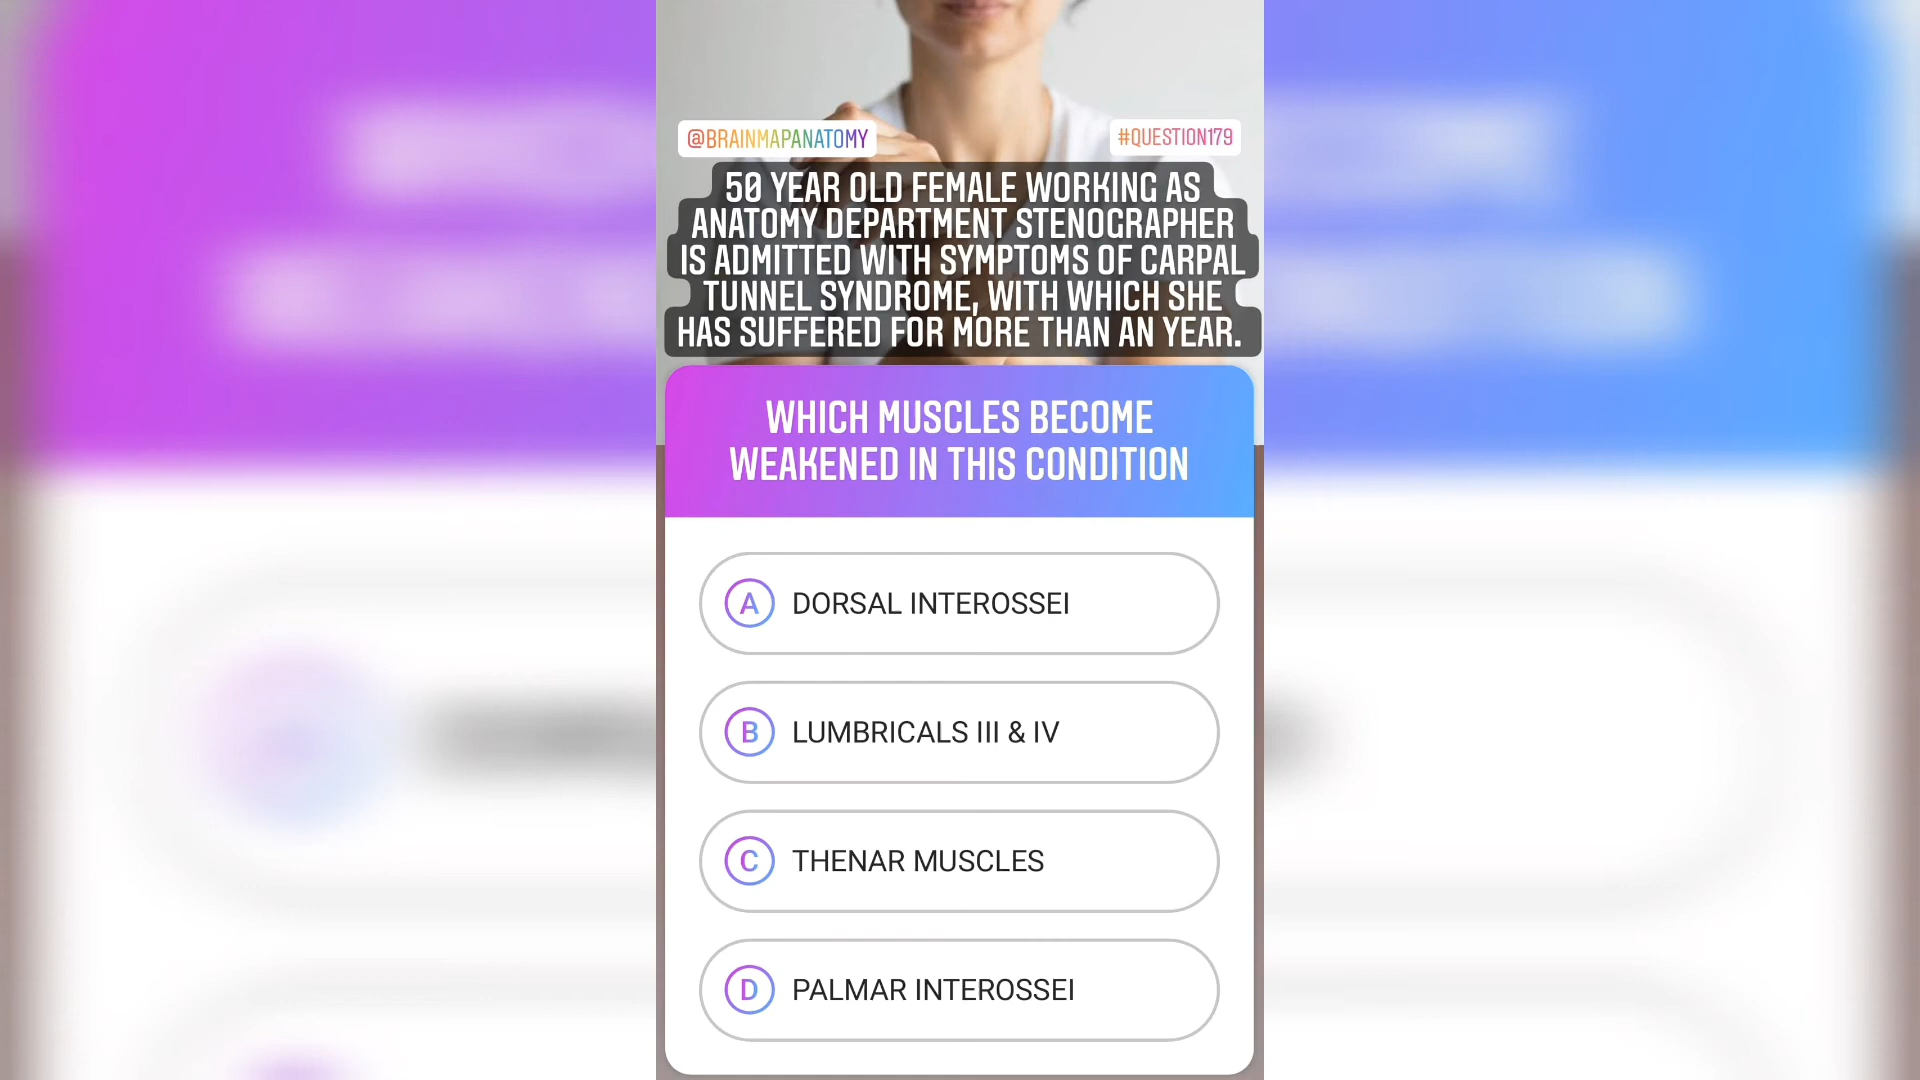 @BRAINMAPANATOMY
#QUESTION179
50 YEAR OLD FEMALE WORKING AS
ANATOMY DEPARTMENT STENOGRAPHER
IS ADMITTED WITH SYMPTOMS OF CARPAL
TUNNEL SYNDROME, WITH WHICH SHE
HAS SUFFERED FOR MORE THAN AN YEAR.
WHICH MUSCLES BECOME
WEAKENED IN THIS CONDITION
A DORSAL INTEROSSEI
B LUMBRICALS III & IV
C THENAR MUSCLES
D PALMAR INTEROSSEI